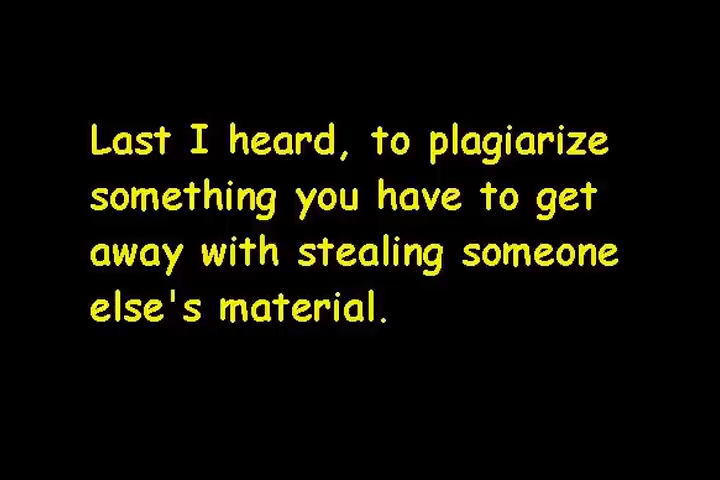 Last I heard, to plagiarize
something you have to get
away with stealing someone
else's material.